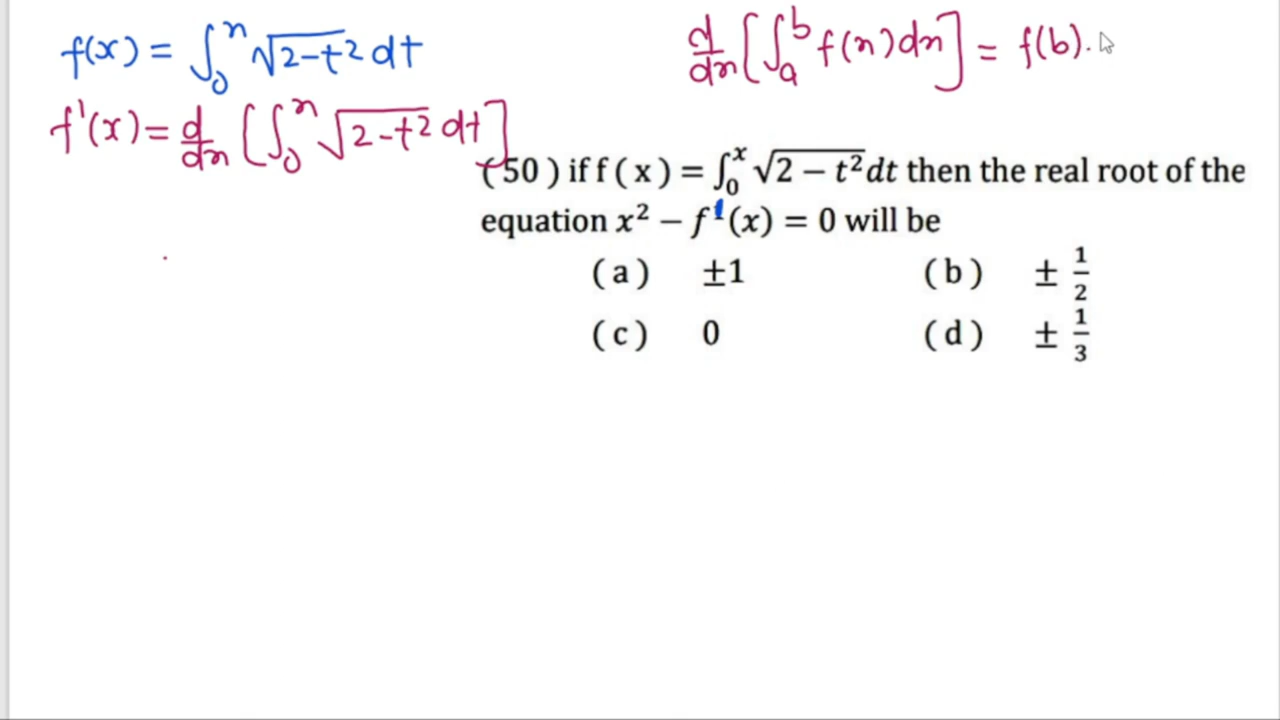 f(x) = ∫₀ˣ √2-t² dt
d/dx [∫ₐᵇ f(x)dx] = f(b).
f'(x) = d/dx [∫₀ˣ √2-t² dt]
( 50 ) if f ( x ) = ∫₀ˣ √2 − t² dt then the real root of the
equation x² − f¹(x) = 0 will be
( a ) ±1 ( b ) ± 1/2
( c ) 0 ( d ) ± 1/3